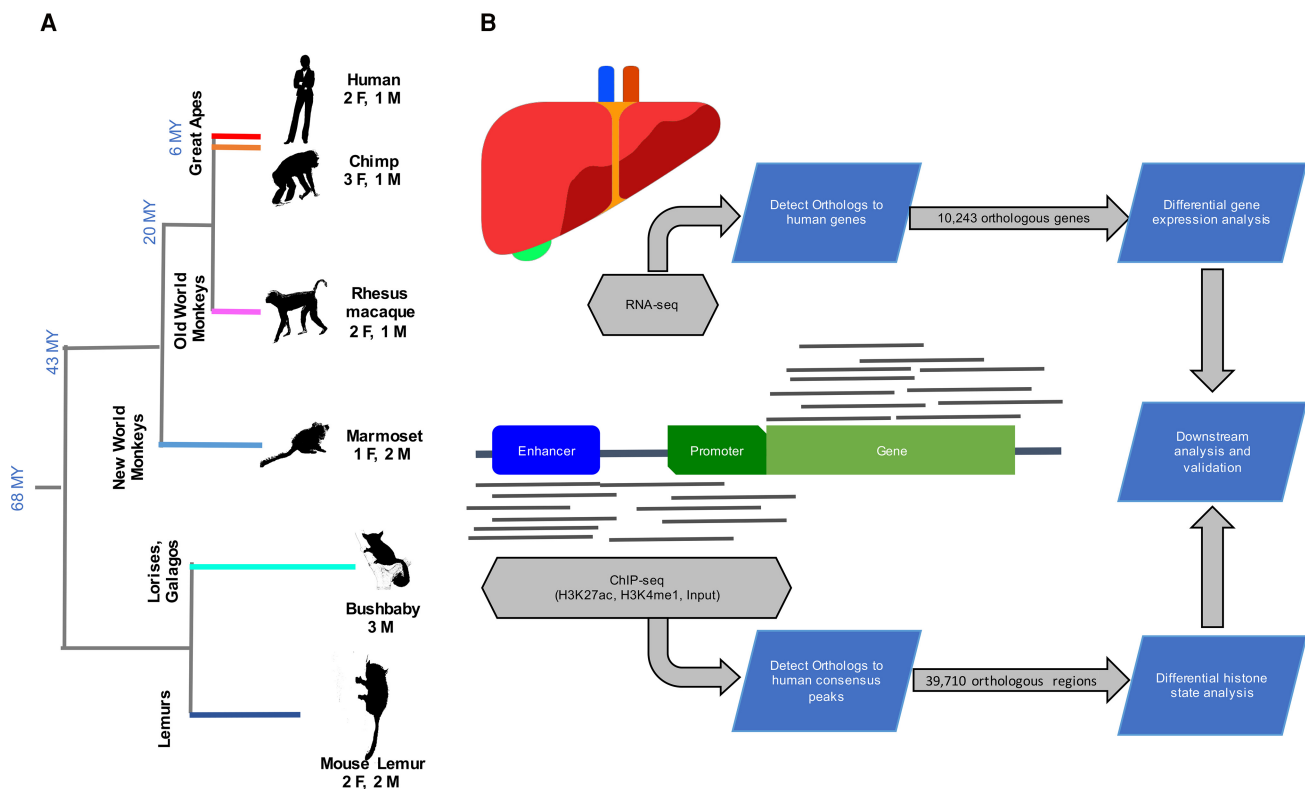 A
Human
2 F, 1 M
6 MY
Great Apes
Chimp
3 F, 1 M
20 MY
Old World
Monkeys
Rhesus
macaque
2 F, 1 M
43 MY
New World
Monkeys
Marmoset
1 F, 2 M
68 MY
Lorises,
Galagos
Bushbaby
3 M
Lemurs
Mouse Lemur
2 F, 2 M
B
Detect Orthologs to
human genes
10,243 orthologous genes
Differential gene
expression analysis
RNA-seq
Enhancer
Promoter
Gene
Downstream
analysis and
validation
ChIP-seq
(H3K27ac, H3K4me1, Input)
Detect Orthologs to
human consensus
peaks
39,710 orthologous regions
Differential histone
state analysis